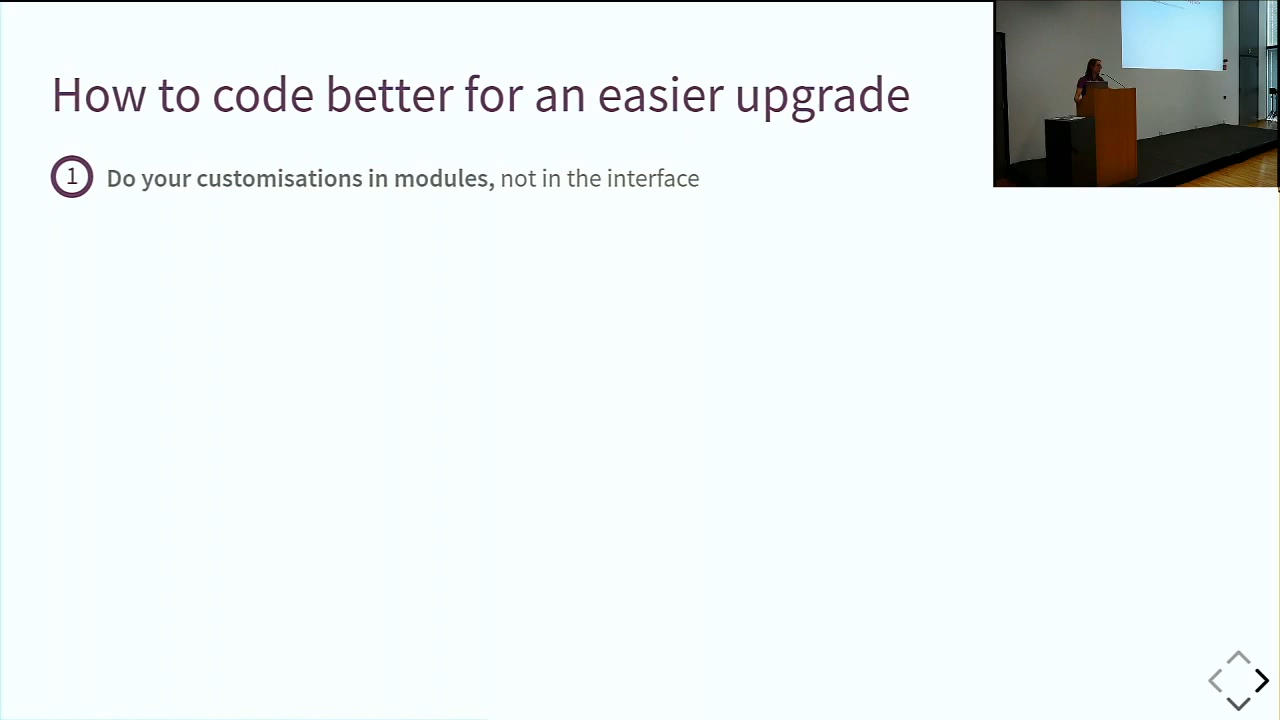 How to code better for an easier upgrade
1 Do your customisations in modules, not in the interface